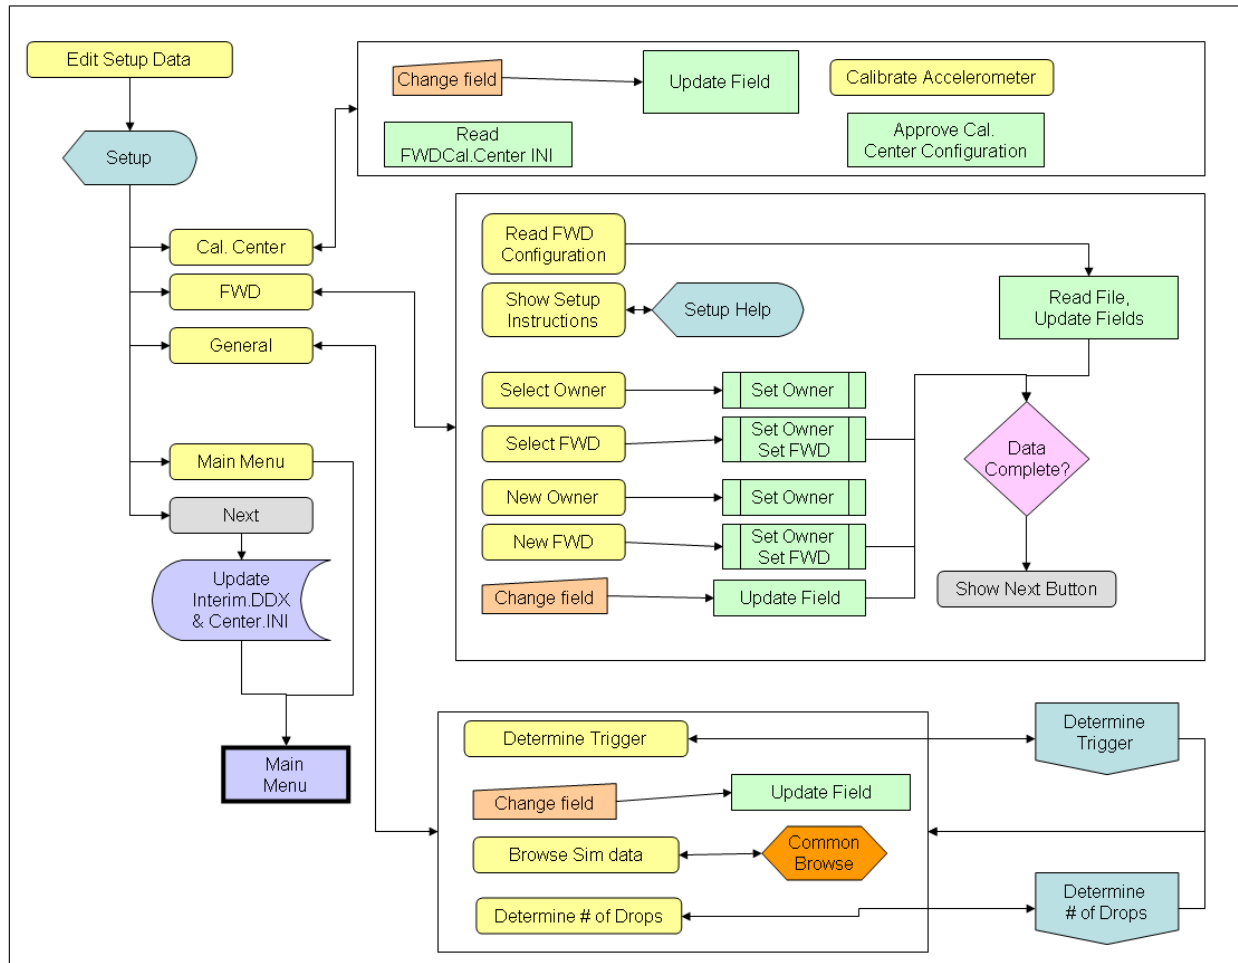 Edit Setup Data
Setup
Cal. Center
FWD
General
Main Menu
Next
Update
Interim.DDX
& Center.INI
Main
Menu
Change field
Update Field
Calibrate Accelerometer
Read
FWDCal.Center INI
Approve Cal.
Center Configuration
Read FWD
Configuration
Show Setup
Instructions
Setup Help
Read File,
Update Fields
Select Owner
Set Owner
Select FWD
Set Owner
Set FWD
Data
Complete?
New Owner
Set Owner
New FWD
Set Owner
Set FWD
Change field
Update Field
Show Next Button
Determine Trigger
Determine
Trigger
Change field
Update Field
Browse Sim data
Common
Browse
Determine # of Drops
Determine
# of Drops